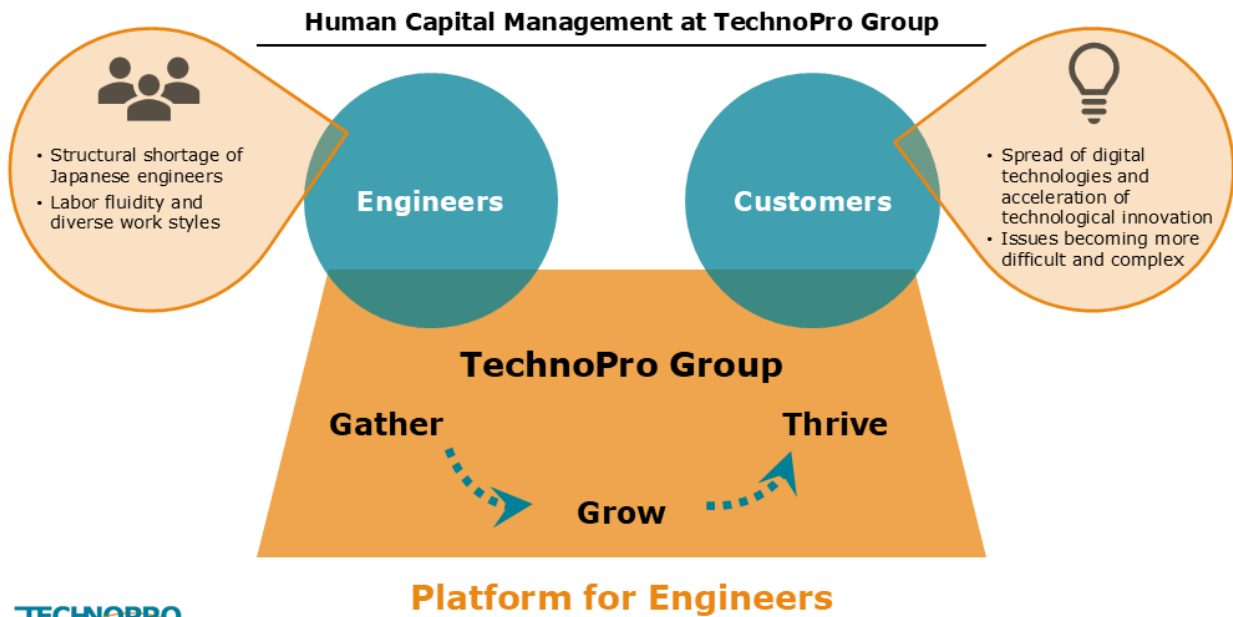 Human Capital Management at TechnoPro Group
• Structural shortage of
Japanese engineers
• Labor fluidity and
diverse work styles
Engineers
Customers
• Spread of digital
technologies and
acceleration of
technological innovation
• Issues becoming more
difficult and complex
TechnoPro Group
Gather
Thrive
Grow
Platform for Engineers
TECHNOPRO